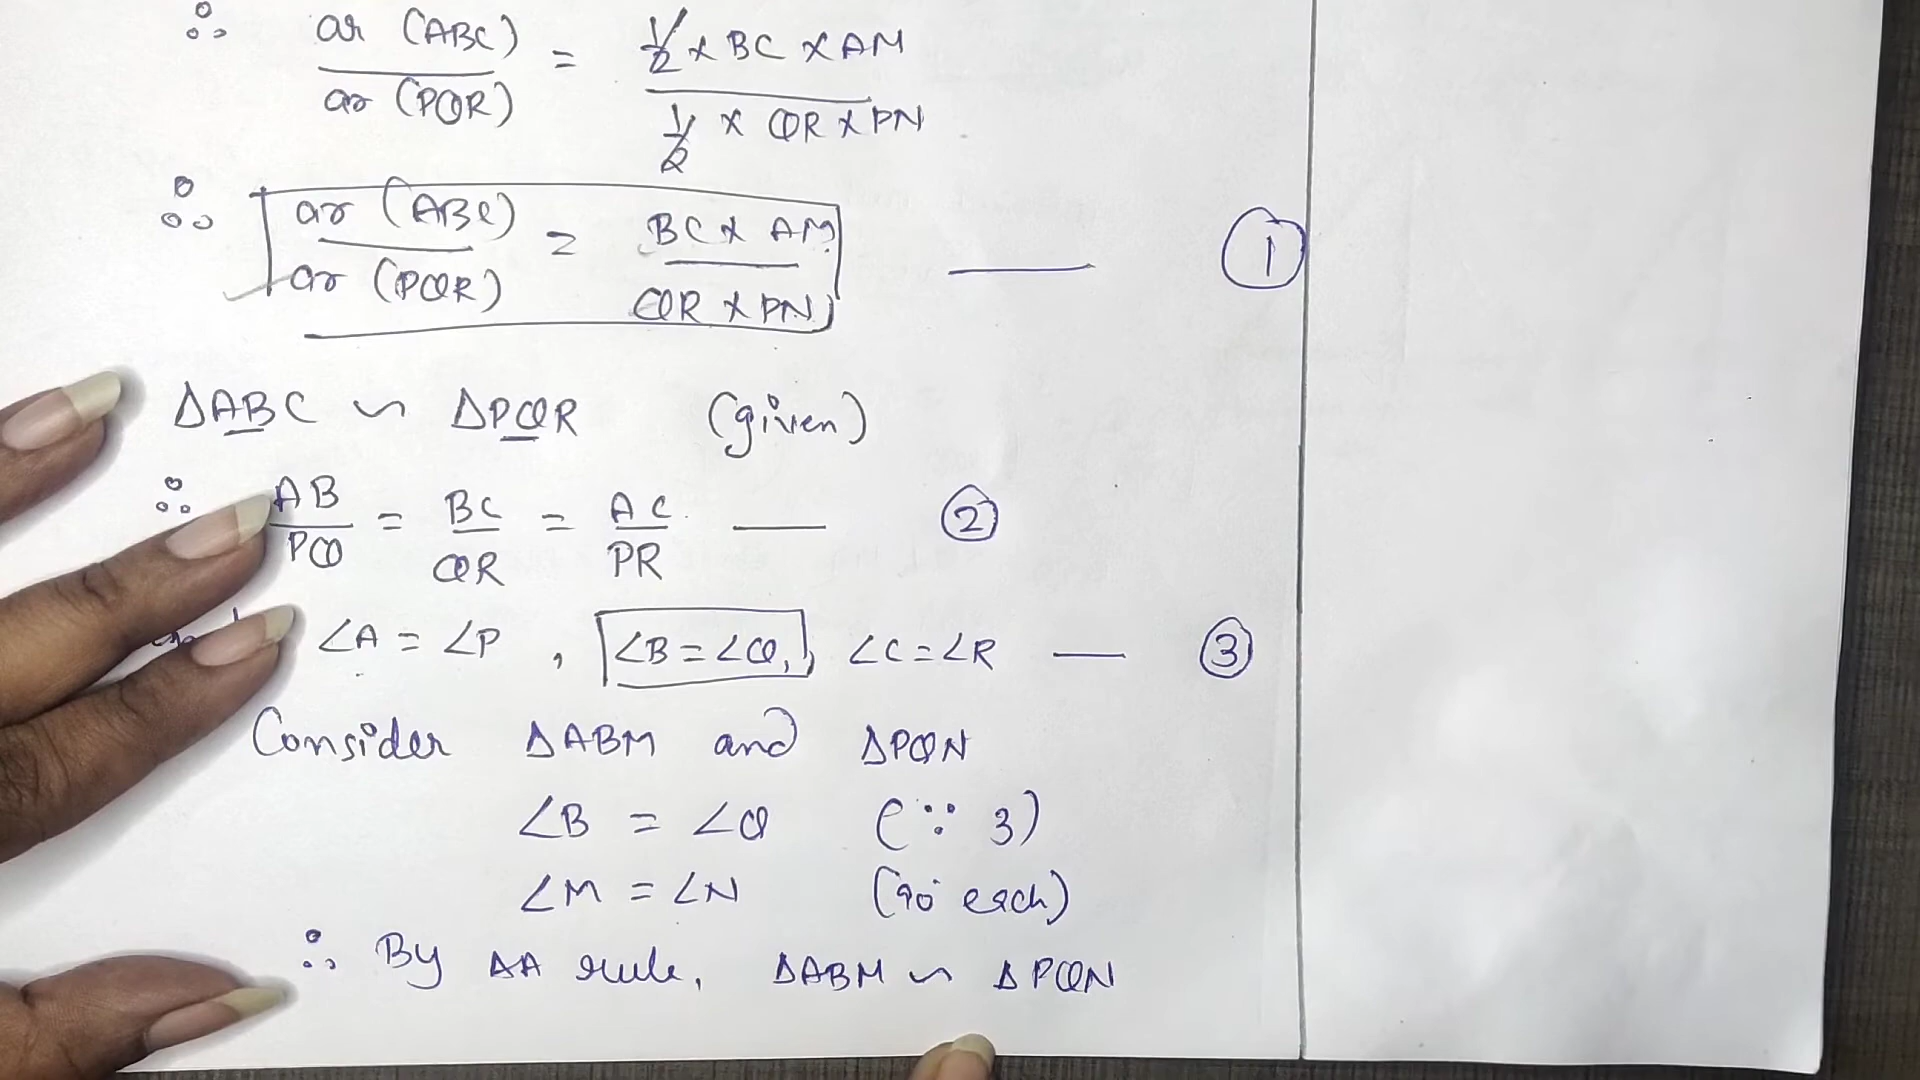 ∴ ar (ABC) / ar (PQR) = 1/2 × BC × AM / 1/2 × QR × PN
∴ ar (ABC) / ar (PQR) = BC × AM / QR × PN —— ①
ΔABC ∽ ΔPQR (given)
∴ AB/PQ = BC/QR = AC/PR —— ②
∠A = ∠P , ∠B = ∠Q, ∠C = ∠R — ③
Consider ΔABM and ΔPQN
∠B = ∠Q (∵ 3)
∠M = ∠N (90° each)
∴ By AA rule, ΔABM ∽ ΔPQN